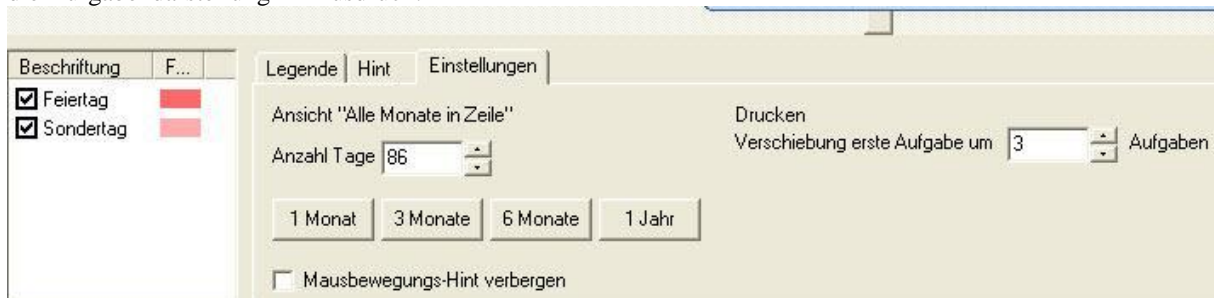 Beschriftung F...
Feiertag
Sondertag
Legende Hint Einstellungen
Ansicht "Alle Monate in Zeile"
Anzahl Tage 86
1 Monat 3 Monate 6 Monate 1 Jahr
Mausbewegungs-Hint verbergen
Drucken
Verschiebung erste Aufgabe um 3 Aufgaben